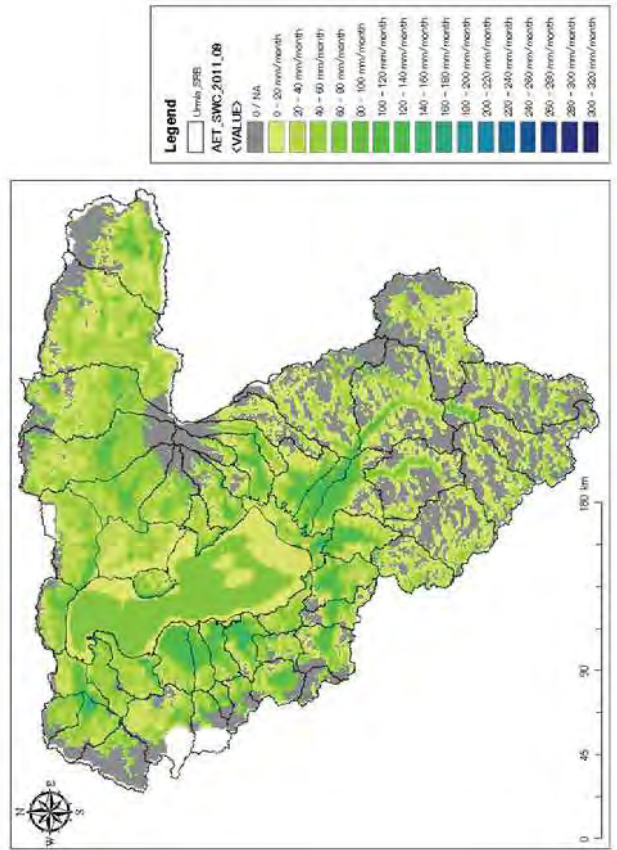 N
W
E
S
Legend
Urmia_SRB
AET_SWC_2011_09
<VALUE>
0 / NA
0 - 20 mm/month
20 - 40 mm/month
40 - 60 mm/month
60 - 80 mm/month
80 - 100 mm/month
100 - 120 mm/month
120 - 140 mm/month
140 - 160 mm/month
160 - 180 mm/month
180 - 200 mm/month
200 - 220 mm/month
220 - 240 mm/month
240 - 260 mm/month
260 - 280 mm/month
280 - 300 mm/month
300 - 320 mm/month
0
45
90
180 km